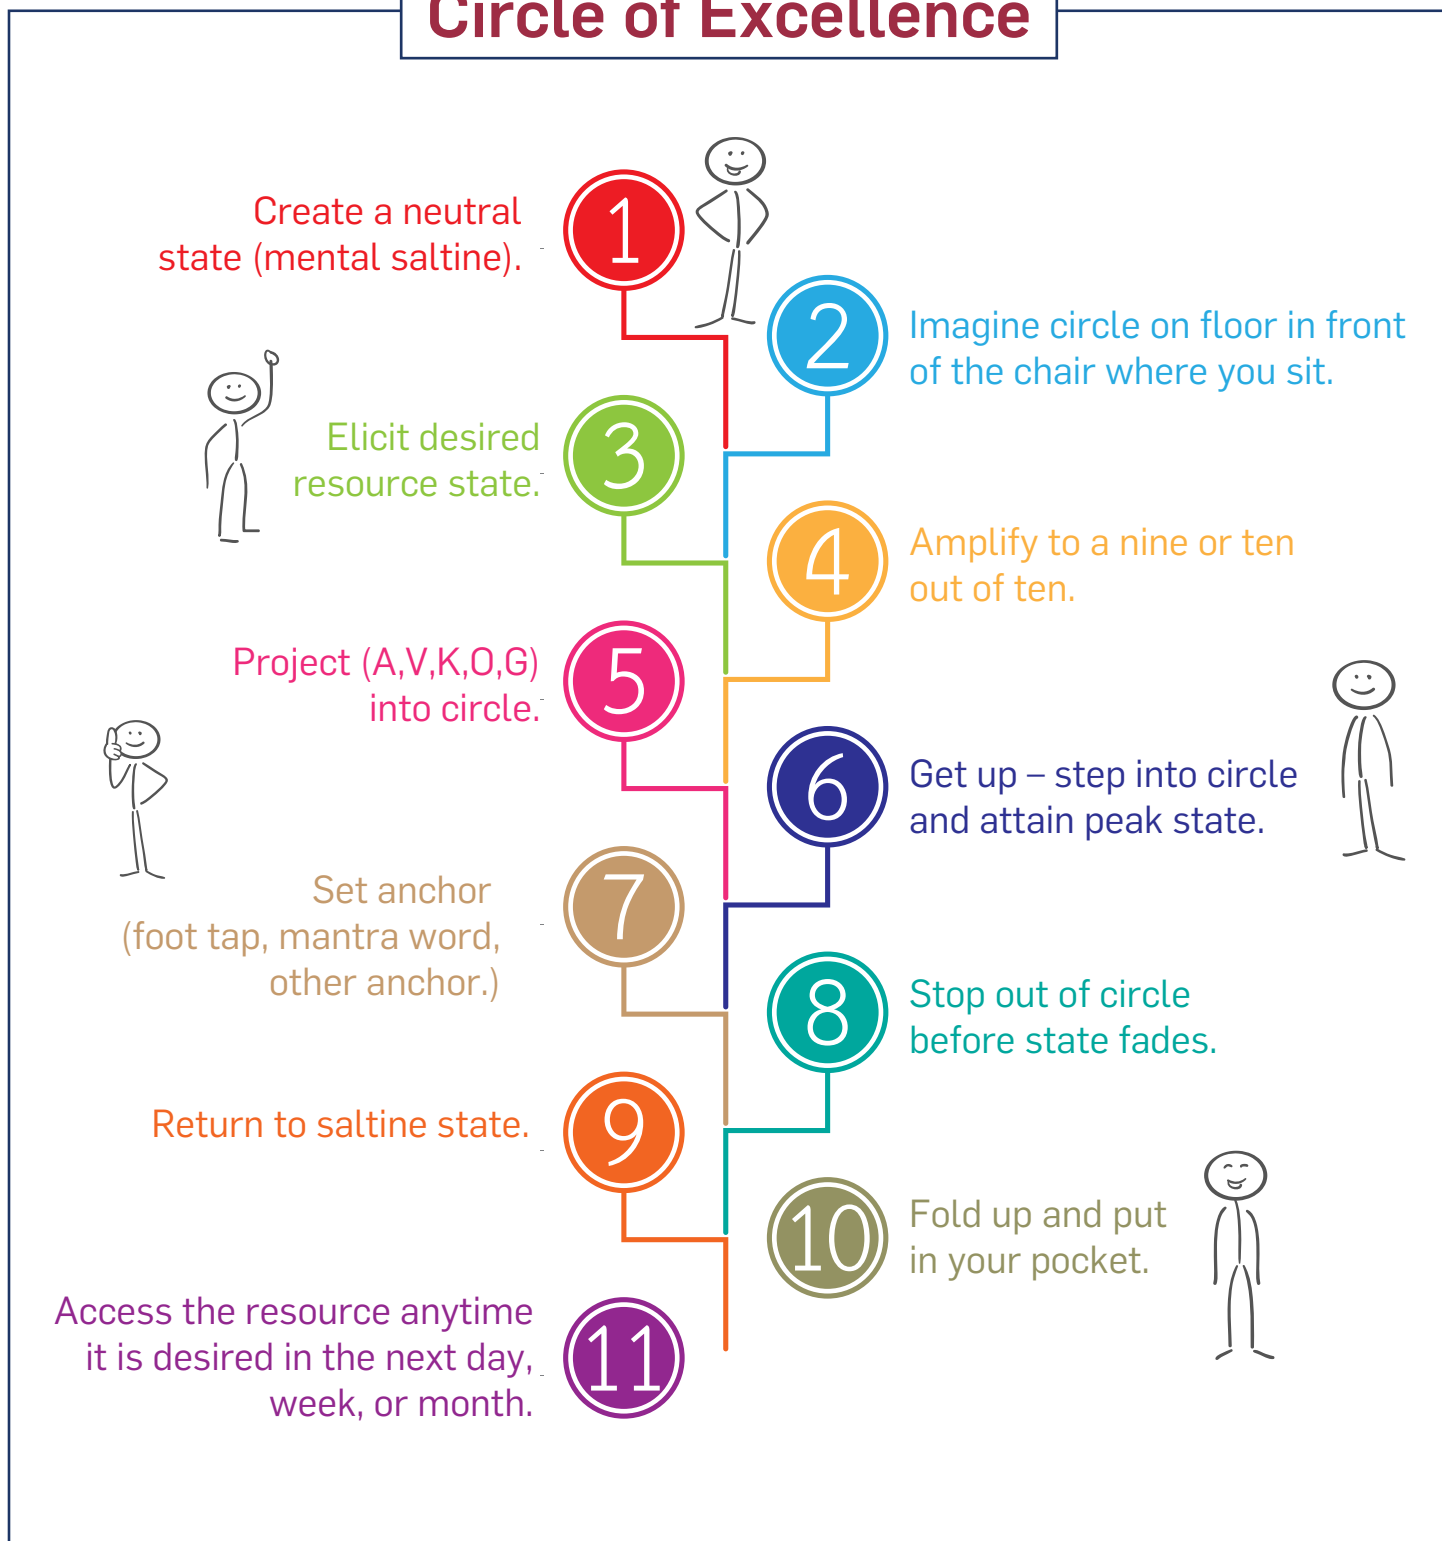 Circle of Excellence
1
Create a neutral
state (mental saltine).
2
Imagine circle on floor in front
of the chair where you sit.
3
Elicit desired
resource state.
4
Amplify to a nine or ten
out of ten.
5
Project (A,V,K,O,G)
into circle.
6
Get up – step into circle
and attain peak state.
7
Set anchor
(foot tap, mantra word,
other anchor.)
8
Stop out of circle
before state fades.
9
Return to saltine state.
10
Fold up and put
in your pocket.
11
Access the resource anytime
it is desired in the next day,
week, or month.